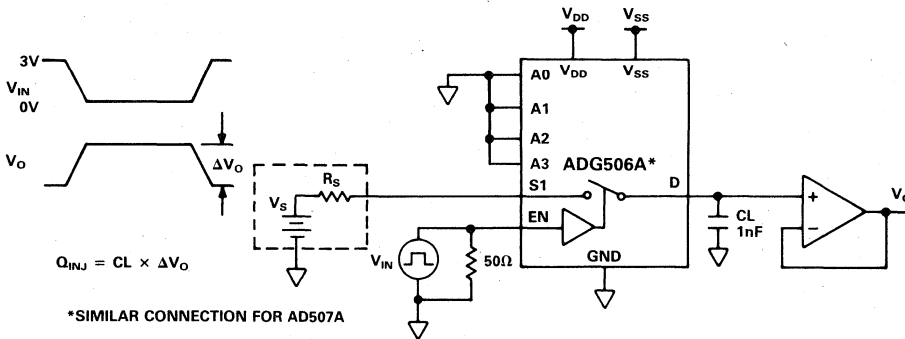 VDD
VSS
3V
VIN
0V
VO
ΔVO
VDD
VSS
A0
A1
A2
A3
ADG506A*
S1
D
RS
VS
EN
VIN
50Ω
GND
CL
1nF
+
−
QINJ = CL × ΔVO
*SIMILAR CONNECTION FOR AD507A